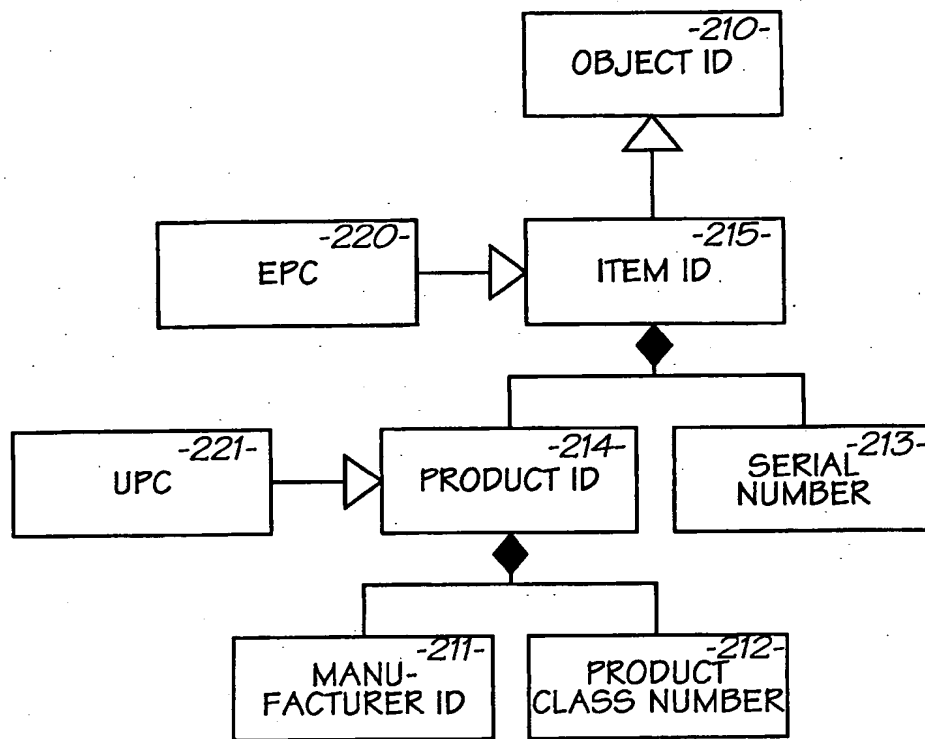 -210-
OBJECT ID
-220-
EPC
-215-
ITEM ID
-221-
UPC
-214-
PRODUCT ID
-213-
SERIAL
NUMBER
-211-
MANU-
FACTURER ID
-212-
PRODUCT
CLASS NUMBER